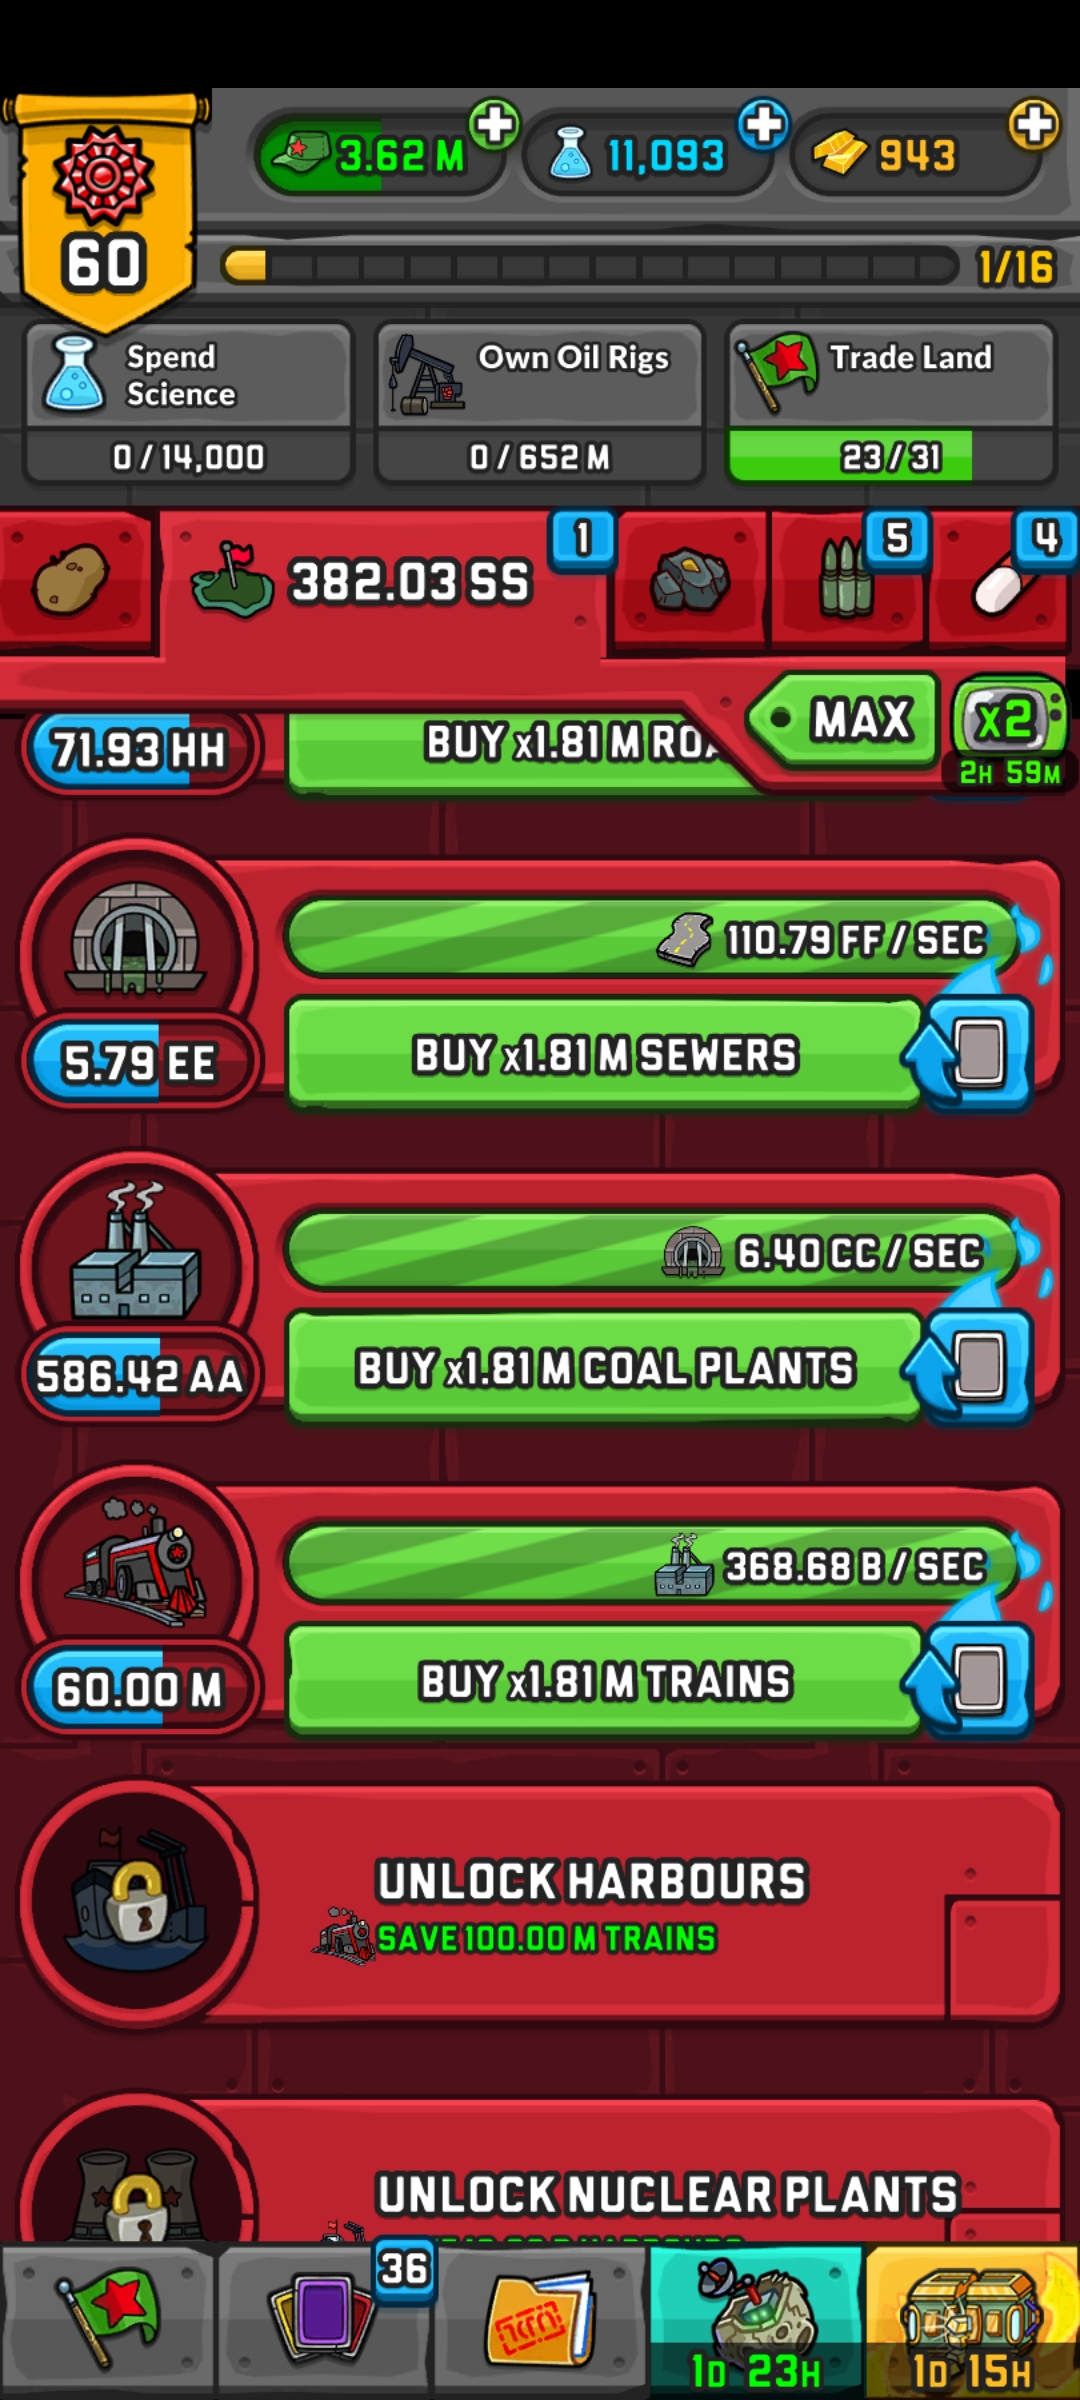 3.62 M
11,093
943
60
1/16
Spend
Science
0/14,000
Own Oil Rigs
0/652 M
Trade Land
23/31
382.03 SS
1
5
4
MAX
x2
2H 59M
71.93 HH
BUY x1.81 M
110.79 FF / SEC
5.79 EE
BUY x1.81 M SEWERS
6.40 CC / SEC
586.42 AA
BUY x1.81 M COAL PLANTS
368.68 B / SEC
60.00 M
BUY x1.81 M TRAINS
UNLOCK HARBOURS
SAVE 100.00 M TRAINS
UNLOCK NUCLEAR PLANTS
36
1D 23H
1D 15H